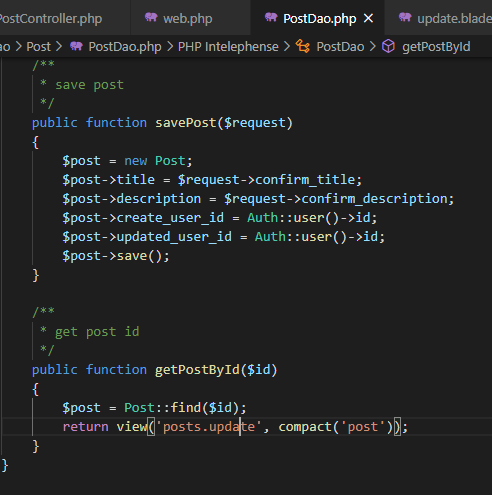 PostController.php web.php PostDao.php × update.blade
ao > Post > PostDao.php > PHP Intelephense > PostDao > getPostById
/**
* save post
*/
public function savePost($request)
{
$post = new Post;
$post->title = $request->confirm_title;
$post->description = $request->confirm_description;
$post->create_user_id = Auth::user()->id;
$post->updated_user_id = Auth::user()->id;
$post->save();
}
/**
* get post id
*/
public function getPostById($id)
{
$post = Post::find($id);
return view('posts.update', compact('post'));
}
}